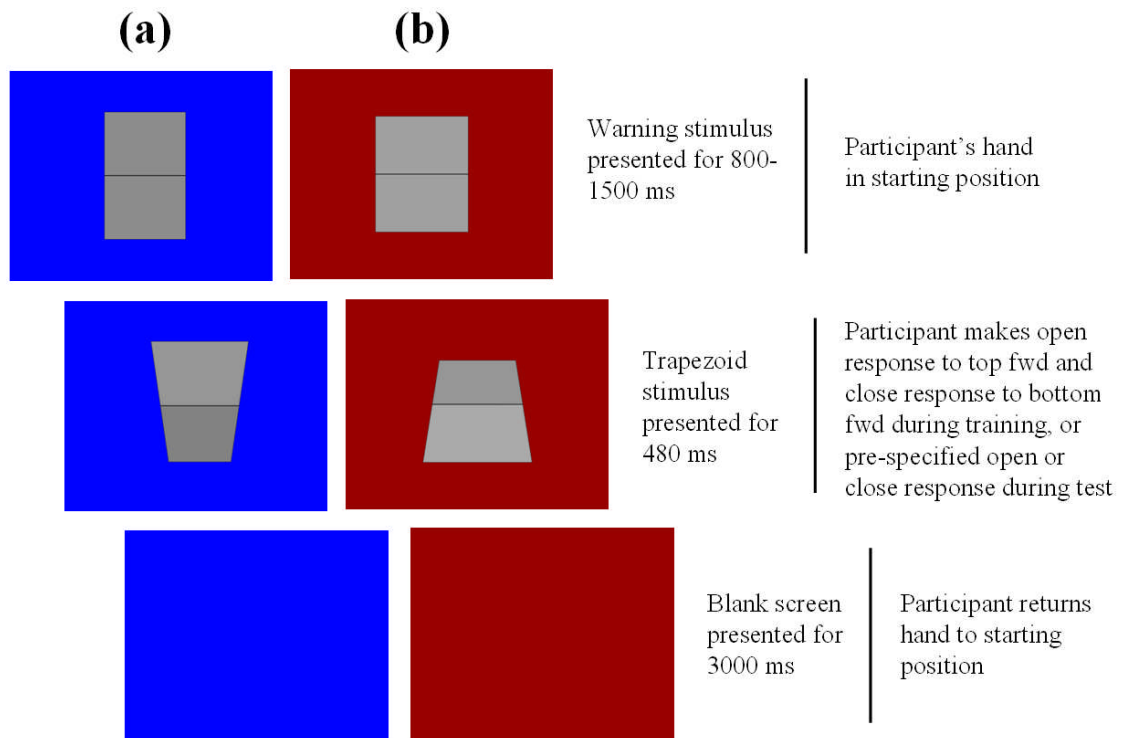 (a)
(b)
Warning stimulus
presented for 800-
1500 ms
Participant's hand
in starting position
Trapezoid
stimulus
presented for
480 ms
Participant makes open
response to top fwd and
close response to bottom
fwd during training, or
pre-specified open or
close response during test
Blank screen
presented for
3000 ms
Participant returns
hand to starting
position